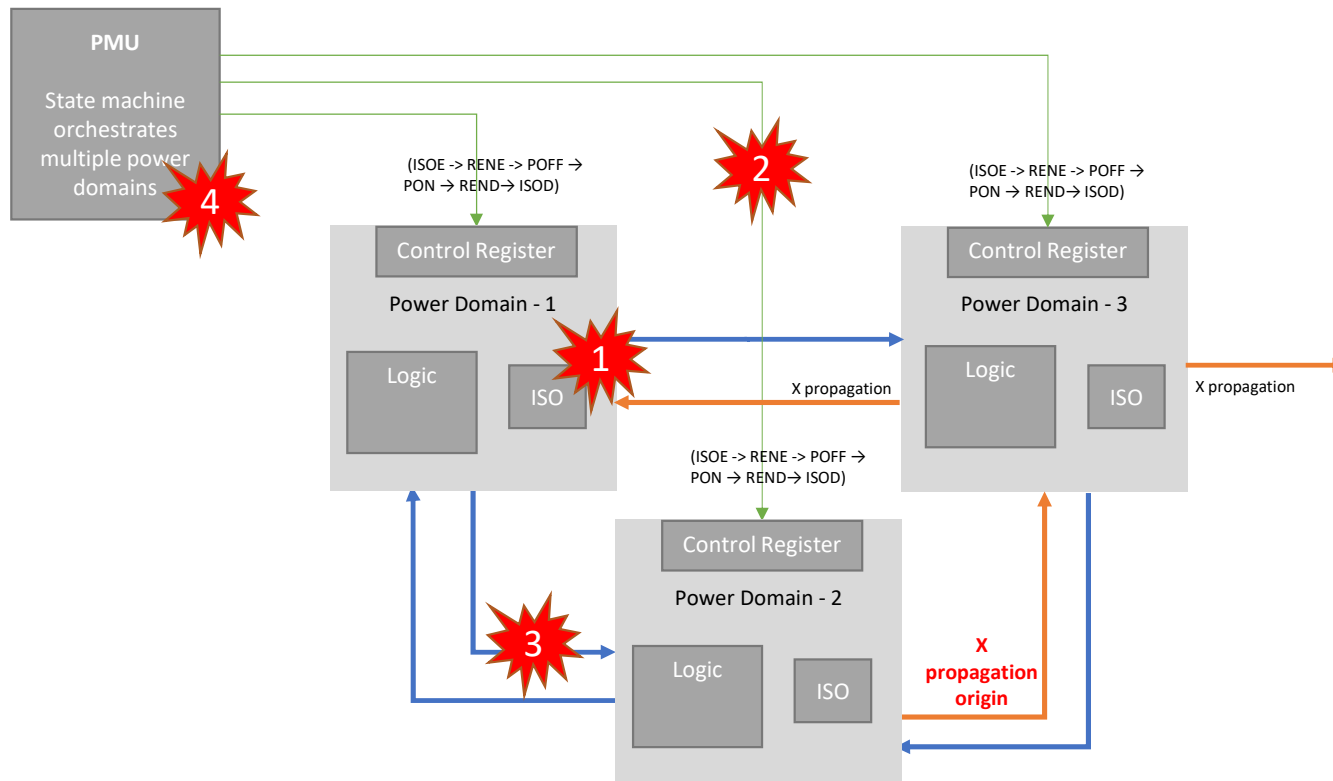 PMU
State machine
orchestrates
multiple power
domains
4
(ISOE -> RENE -> POFF →
PON → REND→ ISOD)
2
(ISOE -> RENE -> POFF →
PON → REND→ ISOD)
Control Register
Power Domain - 1
Logic
ISO
1
Control Register
Power Domain - 3
Logic
ISO
X propagation
X propagation
(ISOE -> RENE -> POFF →
PON → REND→ ISOD)
Control Register
Power Domain - 2
3
Logic
ISO
X
propagation
origin